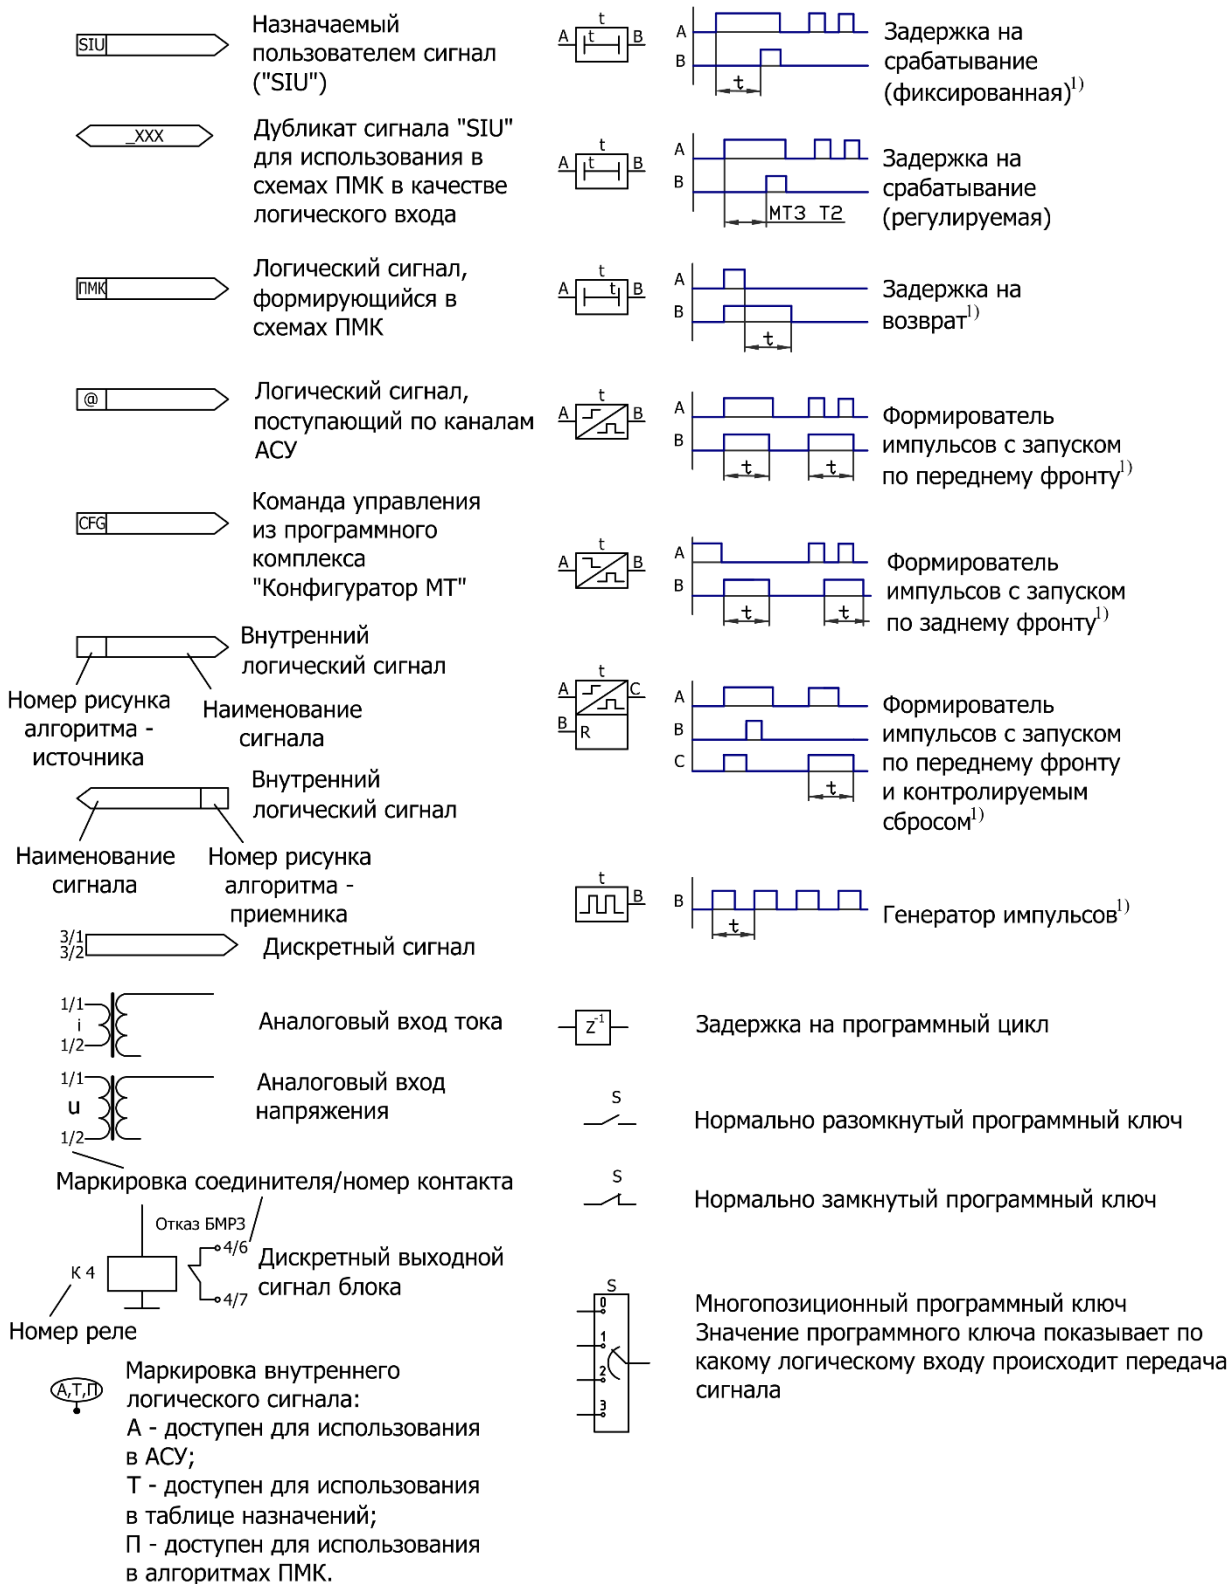 SIU
Назначаемый
пользователем сигнал
("SIU")
_XXX
Дубликат сигнала "SIU"
для использования в
схемах ПМК в качестве
логического входа
ПМК
Логический сигнал,
формирующийся в
схемах ПМК
@
Логический сигнал,
поступающий по каналам
АСУ
CFG
Команда управления
из программного
комплекса
"Конфигуратор МТ"
Внутренний
логический сигнал
Номер рисунка
алгоритма -
источника
Наименование
сигнала
Внутренний
логический сигнал
Наименование
сигнала
Номер рисунка
алгоритма -
приемника
3/1
3/2
Дискретный сигнал
1/1
i
1/2
Аналоговый вход тока
1/1
u
1/2
Аналоговый вход
напряжения
Маркировка соединителя/номер контакта
Отказ БМРЗ
К 4
4/6
4/7
Дискретный выходной
сигнал блока
Номер реле
А,Т,П
Маркировка внутреннего
логического сигнала:
А - доступен для использования
в АСУ;
Т - доступен для использования
в таблице назначений;
П - доступен для использования
в алгоритмах ПМК.
t
A t B
A
B
t
Задержка на
срабатывание
(фиксированная)1)
t
A t B
A
B
МТЗ Т2
Задержка на
срабатывание
(регулируемая)
t
A t B
A
B
t
Задержка на
возврат1)
t
A B
A
B
t t
Формирователь
импульсов с запуском
по переднему фронту1)
t
A B
A
B
t t
Формирователь
импульсов с запуском
по заднему фронту1)
t
A C
B R
A
B
C
t
Формирователь
импульсов с запуском
по переднему фронту
и контролируемым
сбросом1)
t
B
B
t
Генератор импульсов1)
Z-1
Задержка на программный цикл
S
Нормально разомкнутый программный ключ
S
Нормально замкнутый программный ключ
S
0
1
2
3
Многопозиционный программный ключ
Значение программного ключа показывает по
какому логическому входу происходит передача
сигнала